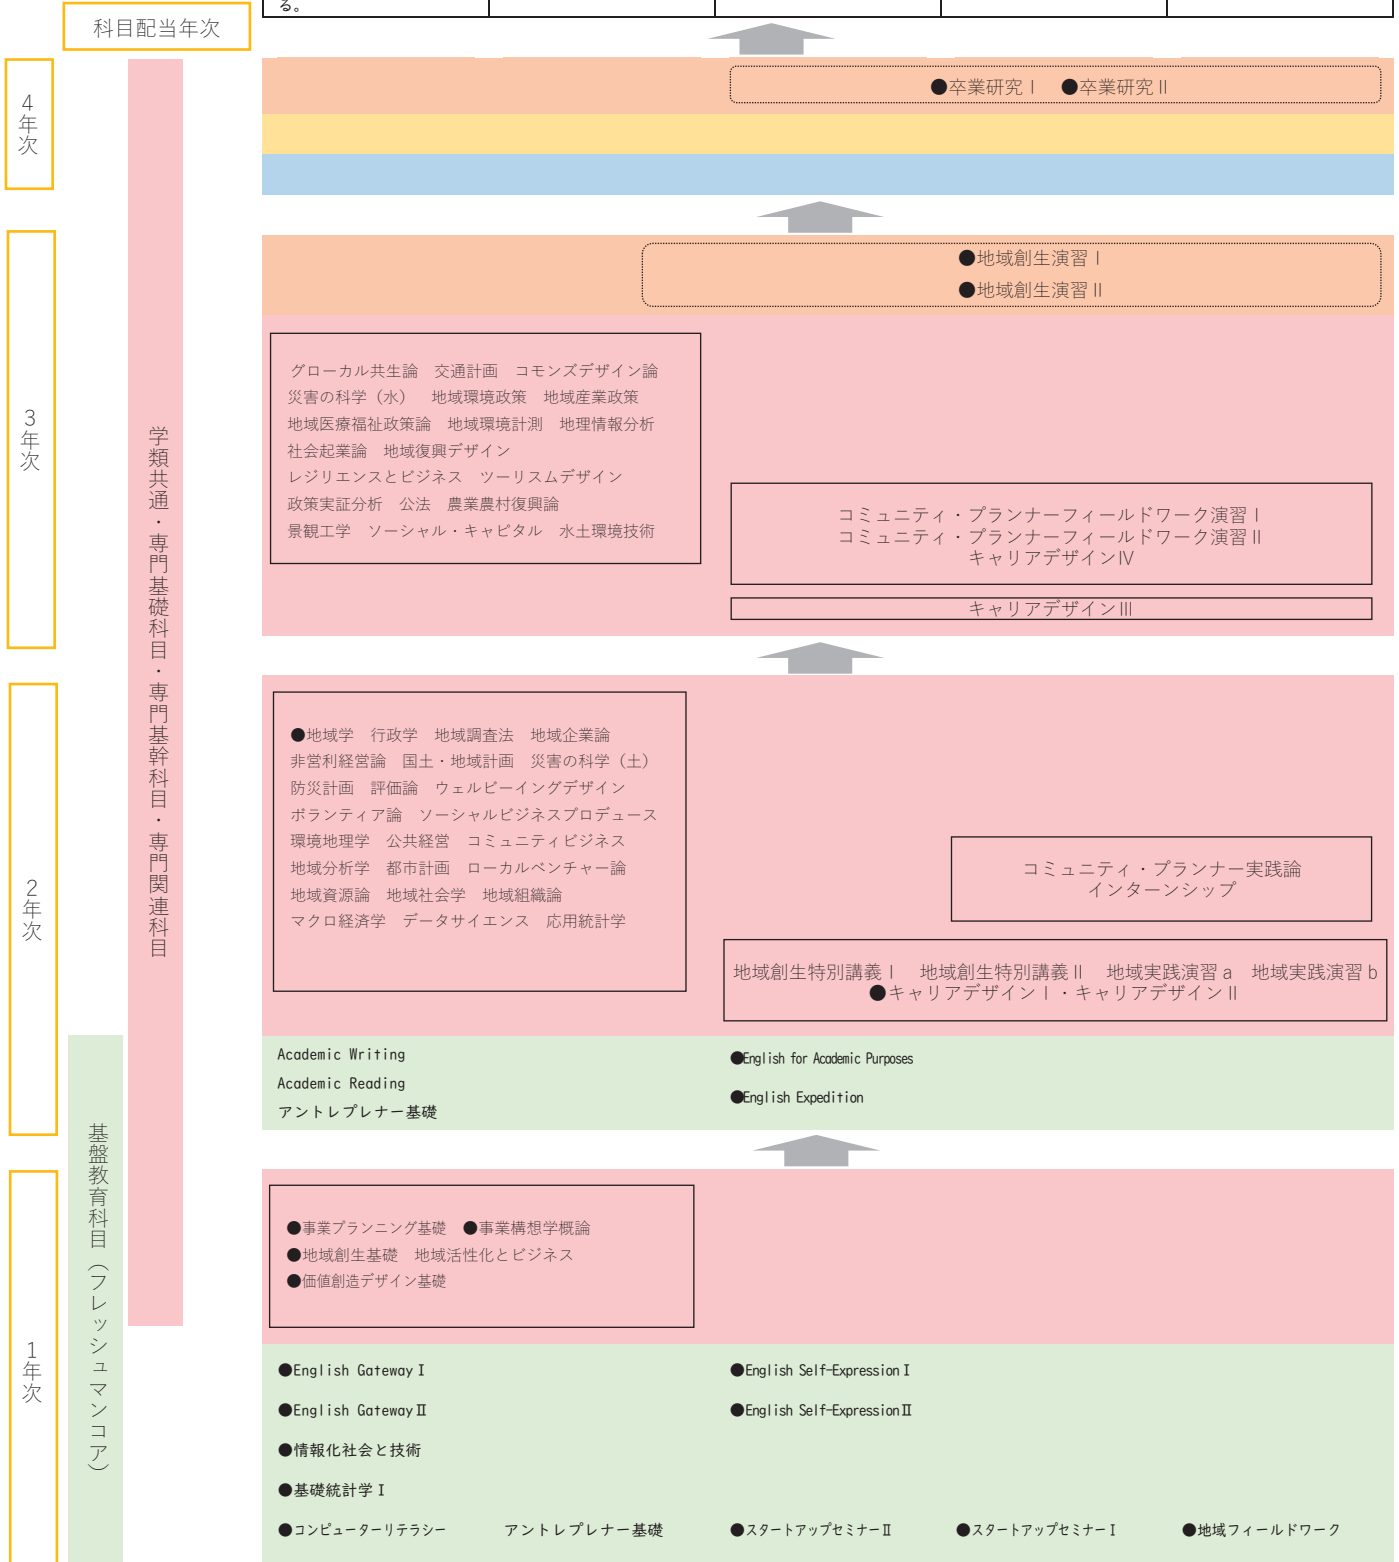 る。
科目配当年次
4年次
●卒業研究Ⅰ　●卒業研究Ⅱ
3年次
●地域創生演習Ⅰ
●地域創生演習Ⅱ
学類共通・専門基礎科目・専門基幹科目・専門関連科目
グローカル共生論　交通計画　コモンズデザイン論
災害の科学（水）　地域環境政策　地域産業政策
地域医療福祉政策論　地域環境計測　地理情報分析
社会起業論　地域復興デザイン
レジリエンスとビジネス　ツーリスムデザイン
政策実証分析　公法　農業農村復興論
景観工学　ソーシャル・キャピタル　水土環境技術
コミュニティ・プランナーフィールドワーク演習Ⅰ
コミュニティ・プランナーフィールドワーク演習Ⅱ
キャリアデザインⅣ
キャリアデザインⅢ
2年次
●地域学　行政学　地域調査法　地域企業論
非営利経営論　国土・地域計画　災害の科学（土）
防災計画　評価論　ウェルビーイングデザイン
ボランティア論　ソーシャルビジネスプロデュース
環境地理学　公共経営　コミュニティビジネス
地域分析学　都市計画　ローカルベンチャー論
地域資源論　地域社会学　地域組織論
マクロ経済学　データサイエンス　応用統計学
コミュニティ・プランナー実践論
インターンシップ
地域創生特別講義Ⅰ　地域創生特別講義Ⅱ　地域実践演習a　地域実践演習b
●キャリアデザインⅠ・キャリアデザインⅡ
基盤教育科目（フレッシュマンコア）
Academic Writing
Academic Reading
アントレプレナー基礎
●English for Academic Purposes
●English Expedition
1年次
●事業プランニング基礎　●事業構想学概論
●地域創生基礎　地域活性化とビジネス
●価値創造デザイン基礎
●English GatewayⅠ　●English Self-ExpressionⅠ
●English GatewayⅡ　●English Self-ExpressionⅡ
●情報化社会と技術
●基礎統計学Ⅰ
●コンピューターリテラシー　アントレプレナー基礎　●スタートアップセミナーⅡ　●スタートアップセミナーⅠ　●地域フィールドワーク